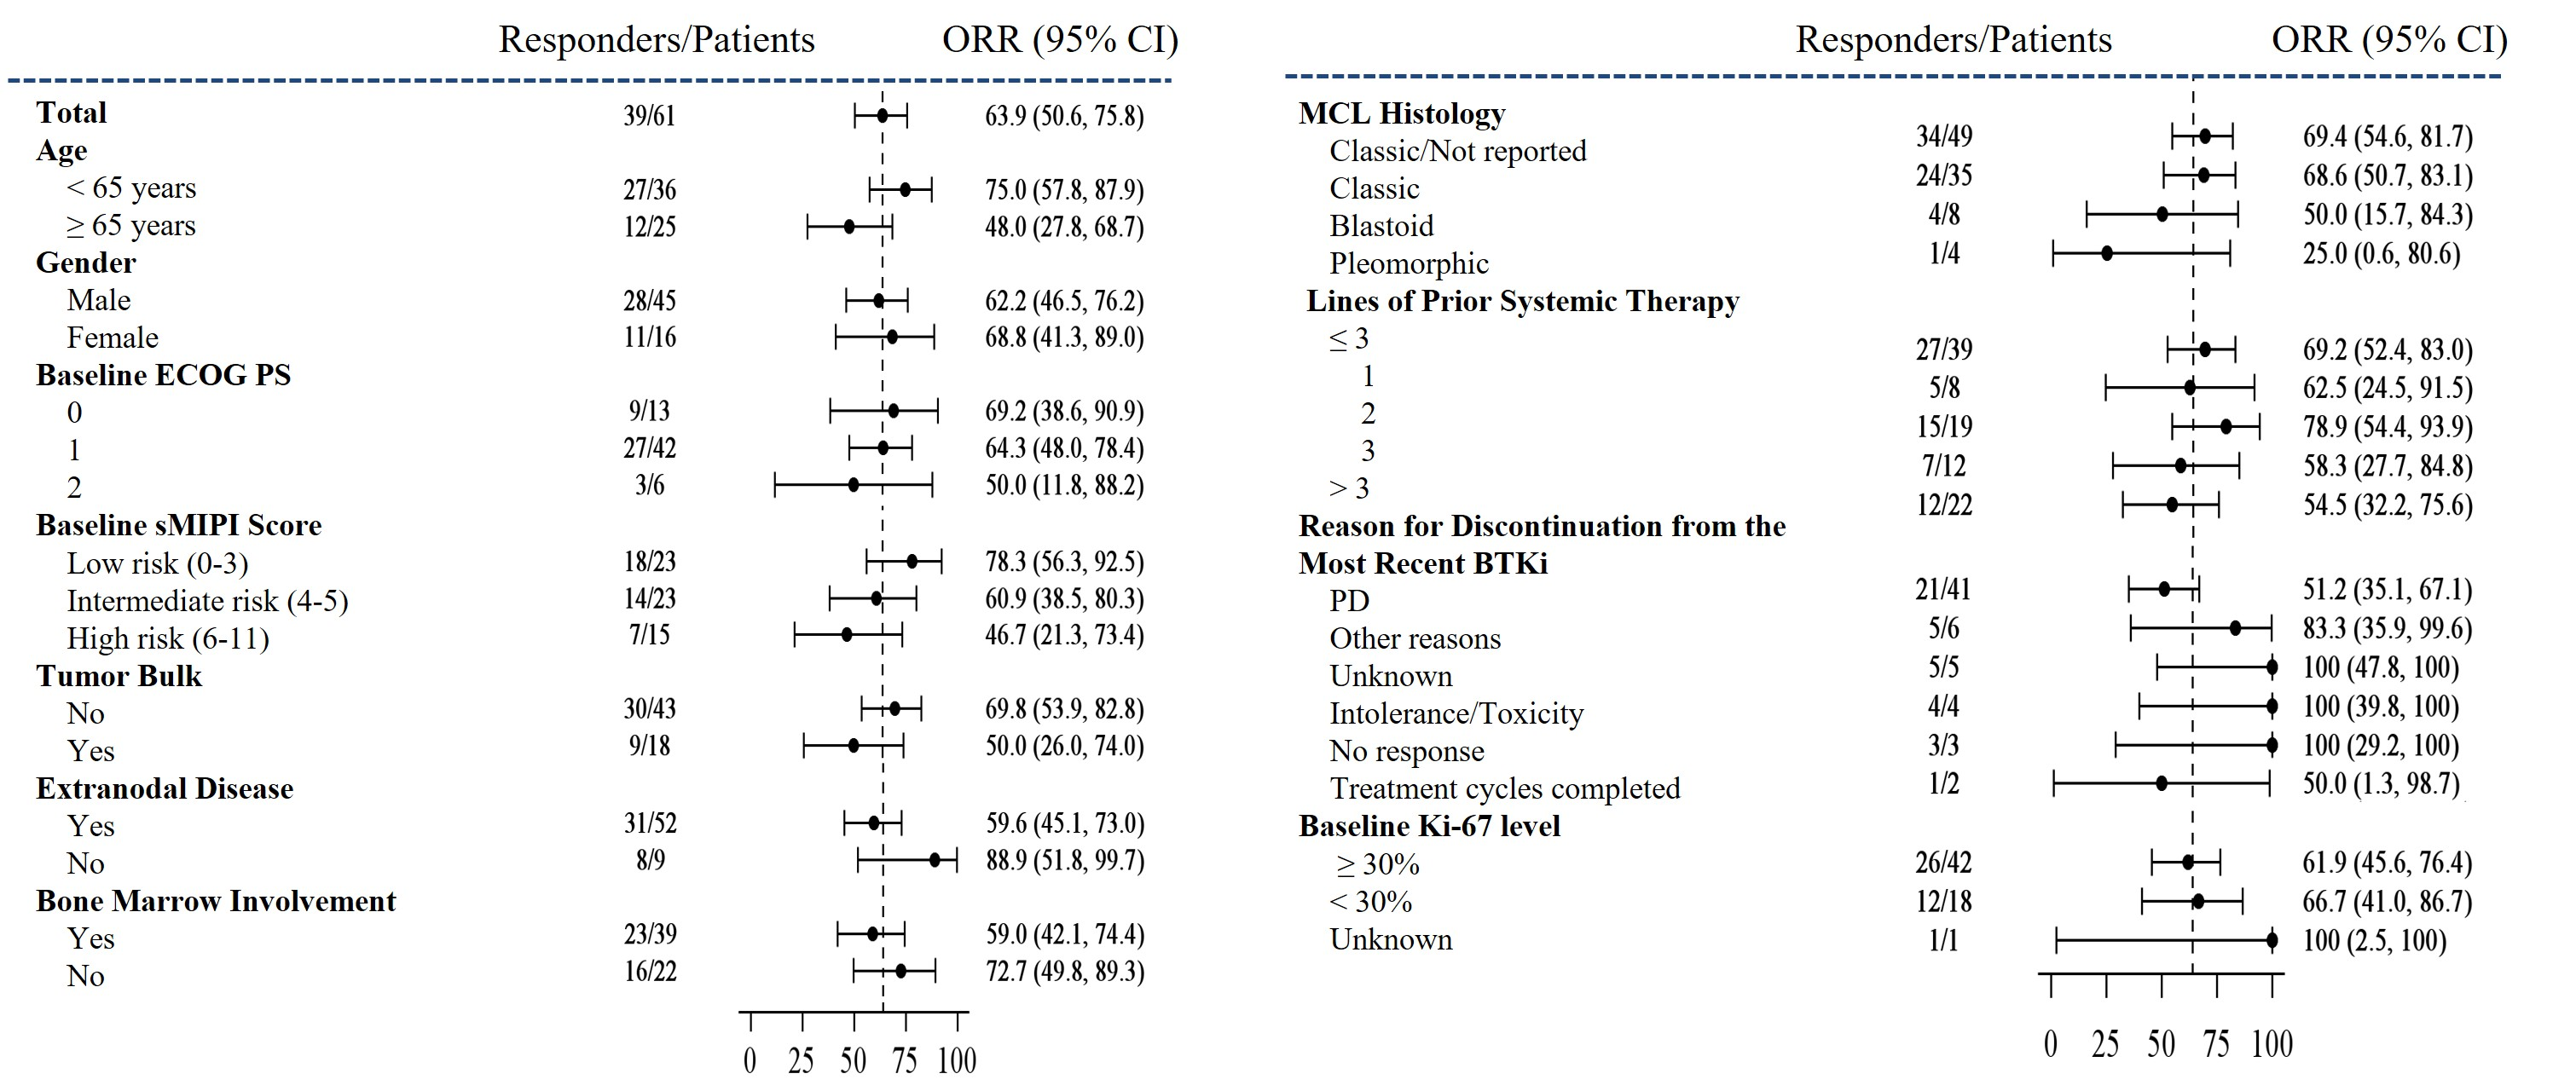 Responders/Patients ORR (95% CI)
Total 39/61 63.9 (50.6, 75.8)
Age
< 65 years 27/36 75.0 (57.8, 87.9)
≥ 65 years 12/25 48.0 (27.8, 68.7)
Gender
Male 28/45 62.2 (46.5, 76.2)
Female 11/16 68.8 (41.3, 89.0)
Baseline ECOG PS
0 9/13 69.2 (38.6, 90.9)
1 27/42 64.3 (48.0, 78.4)
2 3/6 50.0 (11.8, 88.2)
Baseline sMIPI Score
Low risk (0-3) 18/23 78.3 (56.3, 92.5)
Intermediate risk (4-5) 14/23 60.9 (38.5, 80.3)
High risk (6-11) 7/15 46.7 (21.3, 73.4)
Tumor Bulk
No 30/43 69.8 (53.9, 82.8)
Yes 9/18 50.0 (26.0, 74.0)
Extranodal Disease
Yes 31/52 59.6 (45.1, 73.0)
No 8/9 88.9 (51.8, 99.7)
Bone Marrow Involvement
Yes 23/39 59.0 (42.1, 74.4)
No 16/22 72.7 (49.8, 89.3)
0 25 50 75 100
Responders/Patients ORR (95% CI)
MCL Histology
Classic/Not reported 34/49 69.4 (54.6, 81.7)
Classic 24/35 68.6 (50.7, 83.1)
Blastoid 4/8 50.0 (15.7, 84.3)
Pleomorphic 1/4 25.0 (0.6, 80.6)
Lines of Prior Systemic Therapy
≤ 3 27/39 69.2 (52.4, 83.0)
1 5/8 62.5 (24.5, 91.5)
2 15/19 78.9 (54.4, 93.9)
3 7/12 58.3 (27.7, 84.8)
> 3 12/22 54.5 (32.2, 75.6)
Reason for Discontinuation from the
Most Recent BTKi
PD 21/41 51.2 (35.1, 67.1)
Other reasons 5/6 83.3 (35.9, 99.6)
Unknown 5/5 100 (47.8, 100)
Intolerance/Toxicity 4/4 100 (39.8, 100)
No response 3/3 100 (29.2, 100)
Treatment cycles completed 1/2 50.0 (1.3, 98.7)
Baseline Ki-67 level
≥ 30% 26/42 61.9 (45.6, 76.4)
< 30% 12/18 66.7 (41.0, 86.7)
Unknown 1/1 100 (2.5, 100)
0 25 50 75 100